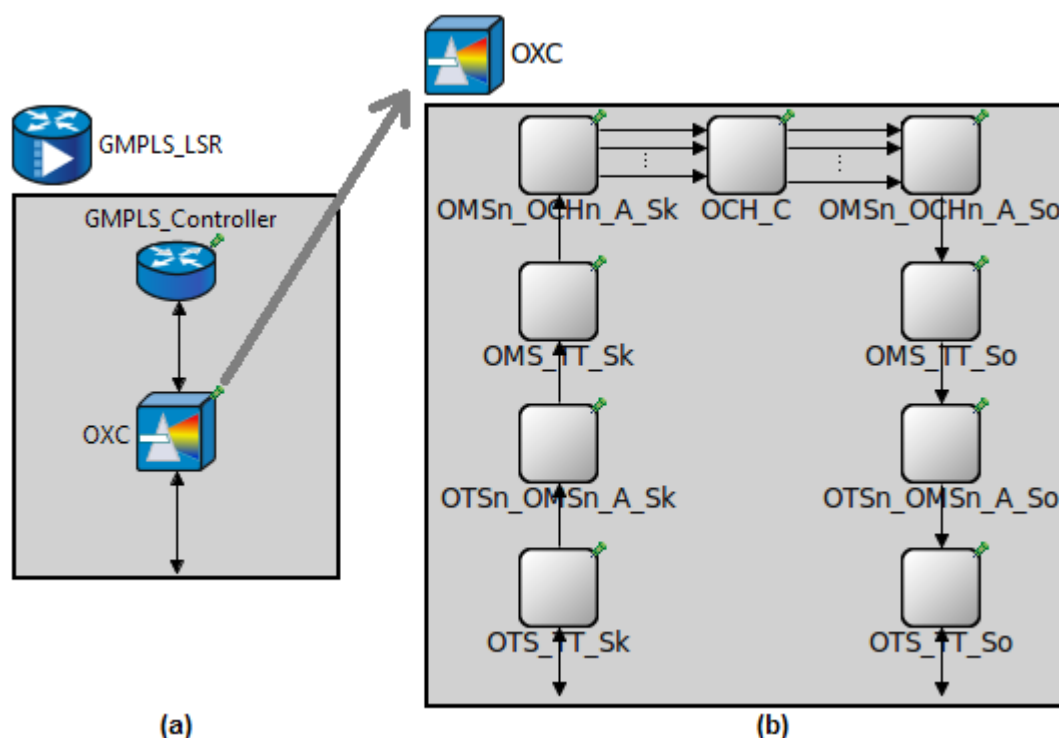 OXC
GMPLS_LSR
GMPLS_Controller
OXC
OMSn_OCHn_A_Sk
OCH_C
OMSn_OCHn_A_So
OMS_TT_Sk
OMS_TT_So
OTSn_OMSn_A_Sk
OTSn_OMSn_A_So
OTS_TT_Sk
OTS_TT_So
(a)
(b)